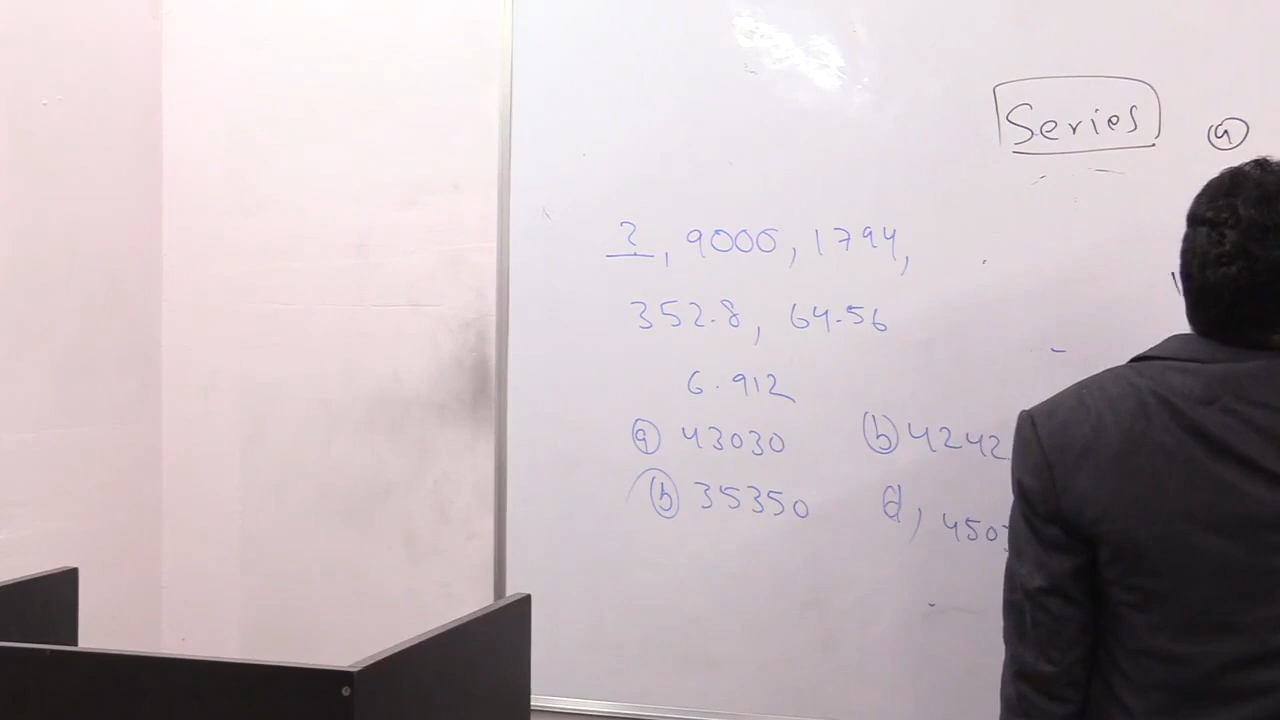 Series
a
?, 9000, 1794,
352.8, 64.56
6.912
a 43030 b 4242
b 35350 d, 450